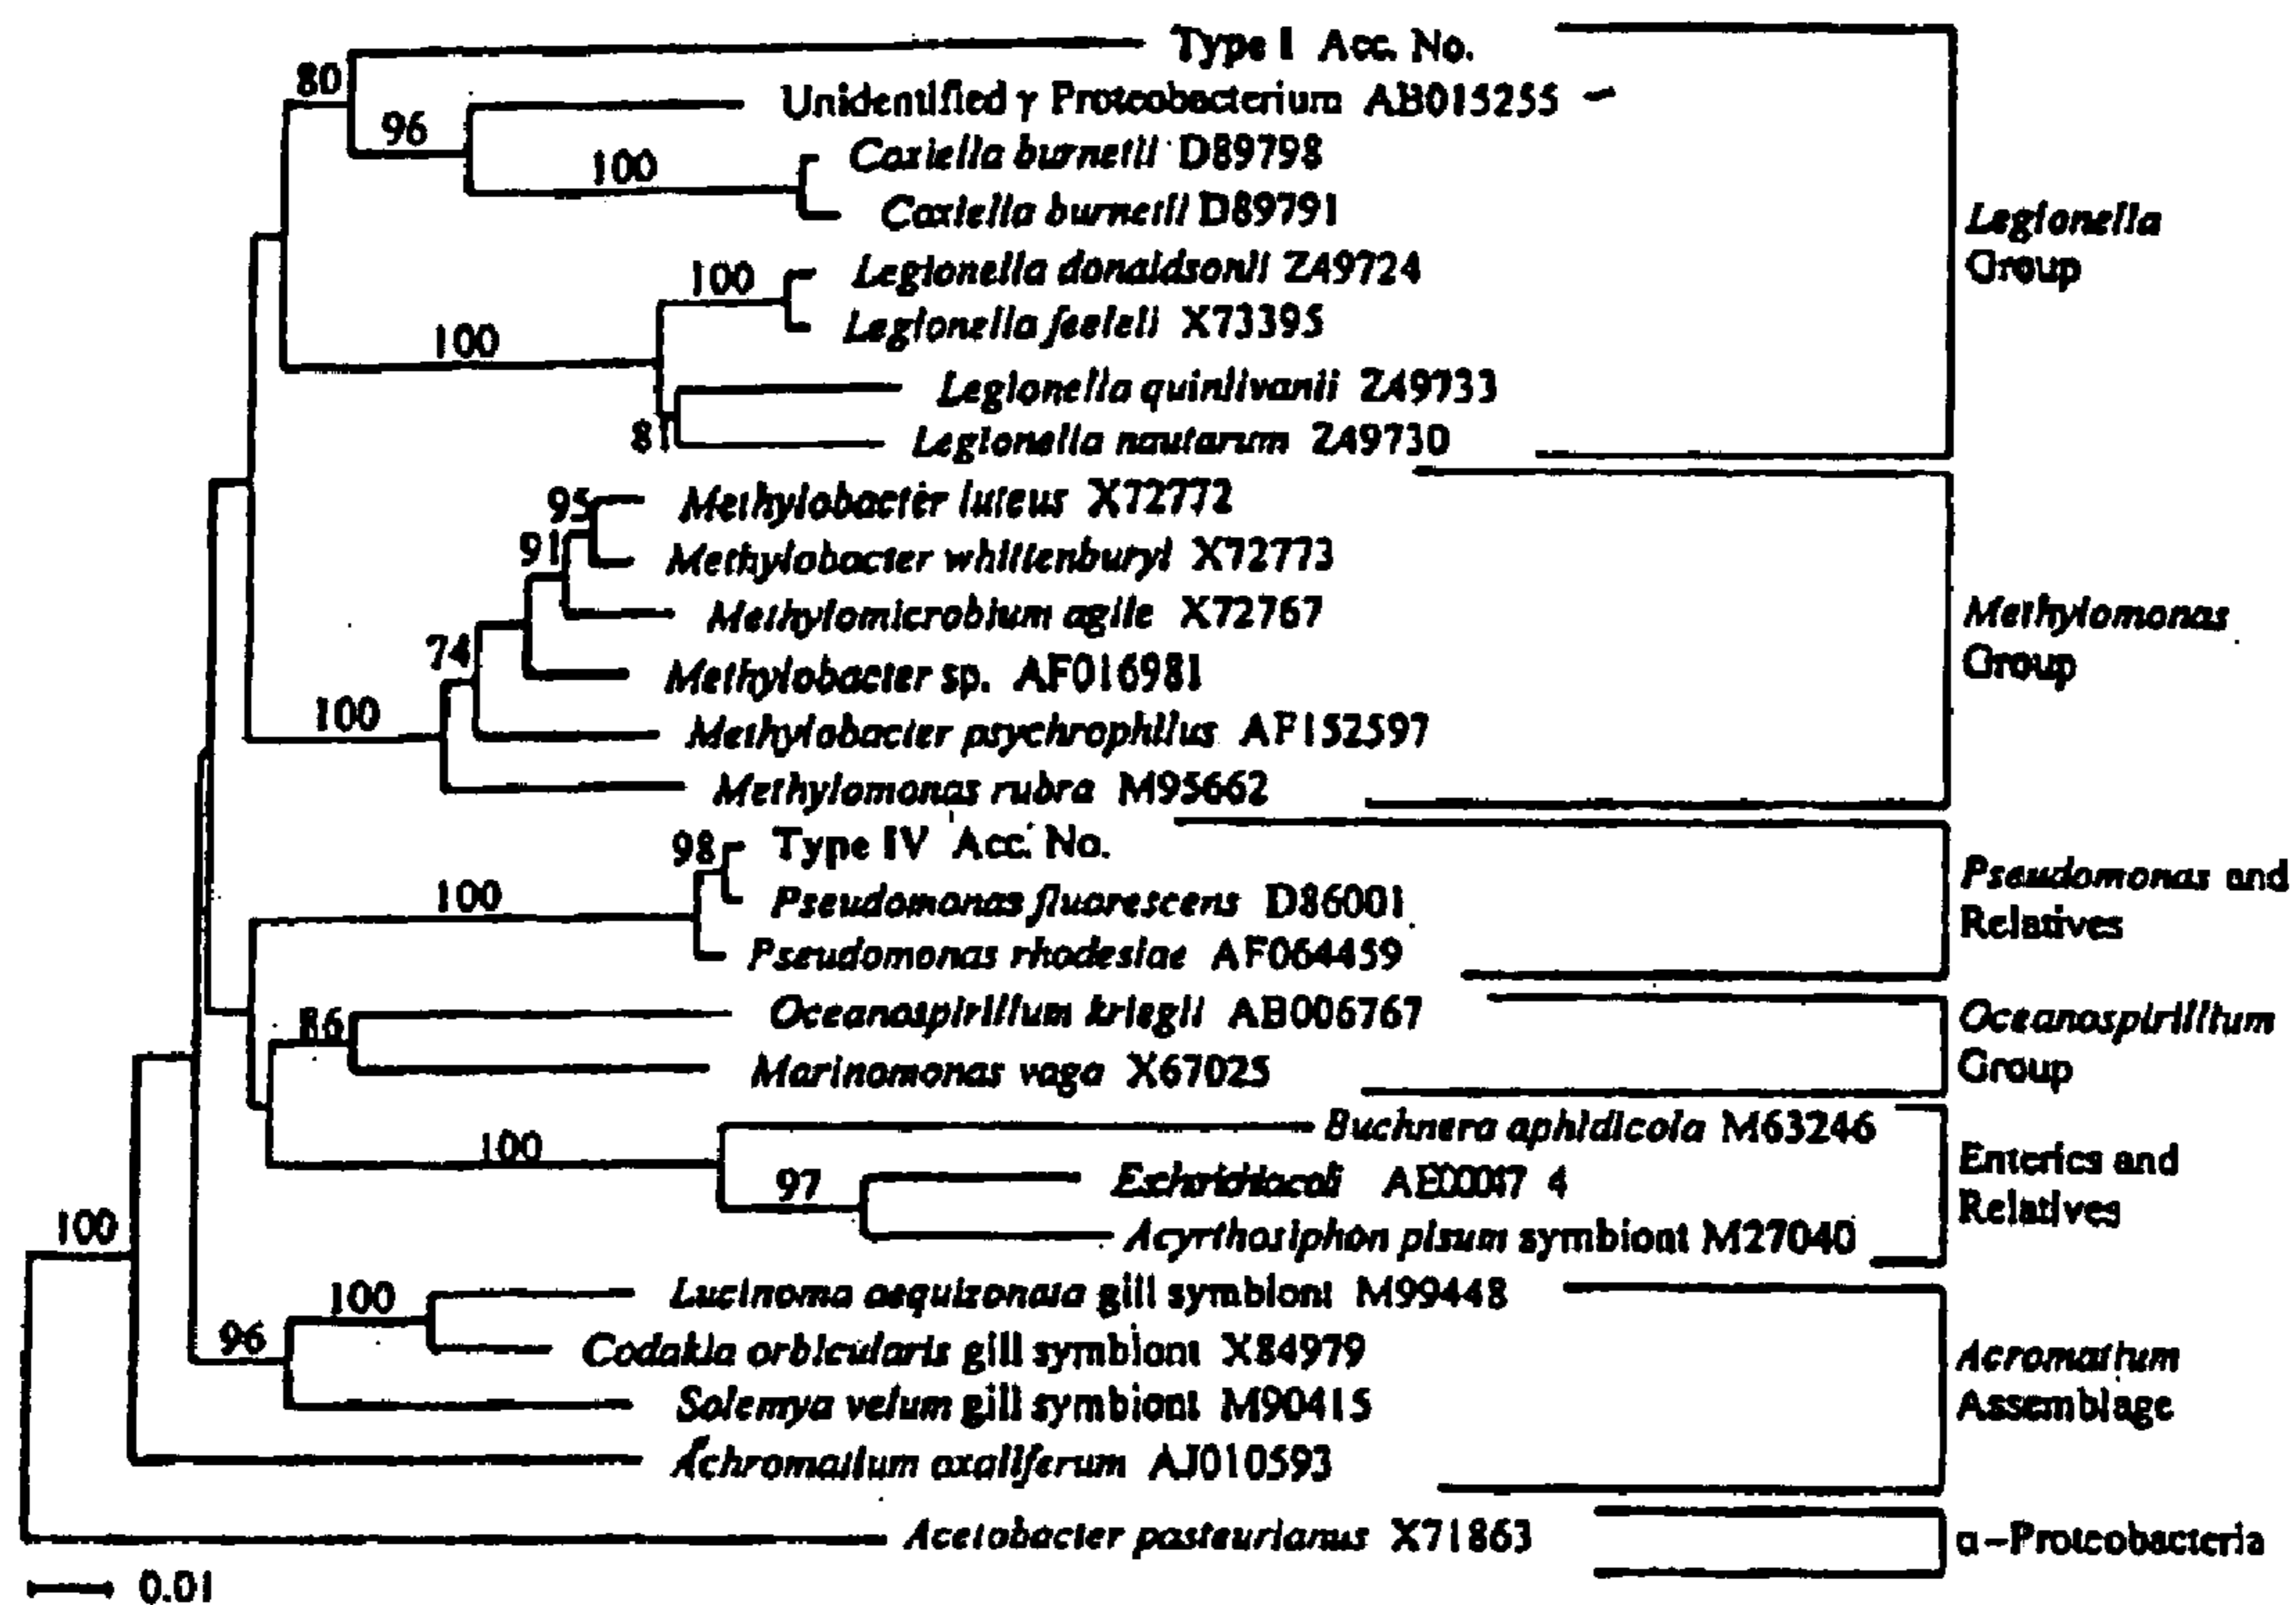 Type I Acc. No.
80
Unidentified γ Proteobacterium AB015255
96
Coxiella burnetii D89798
100
Coxiella burnetii D89791
Legionella
Group
Legionella donaldsonii Z49724
100
Legionella feeleii X73395
100
Legionella quinlivanii Z49733
81
Legionella nautarum Z49730
95
Methylobacter luteus X72772
91
Methylobacter whittenburyi X72773
Methylomicrobium agile X72767
Methylomonas
Group
74
Methylobacter sp. AF016981
100
Methylobacter psychrophilus AF152597
Methylomonas rubra M95662
98
Type IV Acc. No.
100
Pseudomonas fluorescens D86001
Pseudomonas and
Relatives
Pseudomonas rhodesiae AF064459
86
Oceanospirillum kriegii AB006767
Oceanospirillum
Group
Marinomonas vaga X67025
Buchnera aphidicola M63246
100
97
Enterics and
Relatives
Acyrthosiphon pisum symbiont M27040
100
100
Lucinoma aequizonata gill symbiont M99448
96
Codakia orbicularis gill symbiont X84979
Acromatium
Assemblage
Solemya velum gill symbiont M90415
Achromatium oxaliferum AJ010593
Acetobacter pasteurianus X71863
α-Proteobacteria
0.01